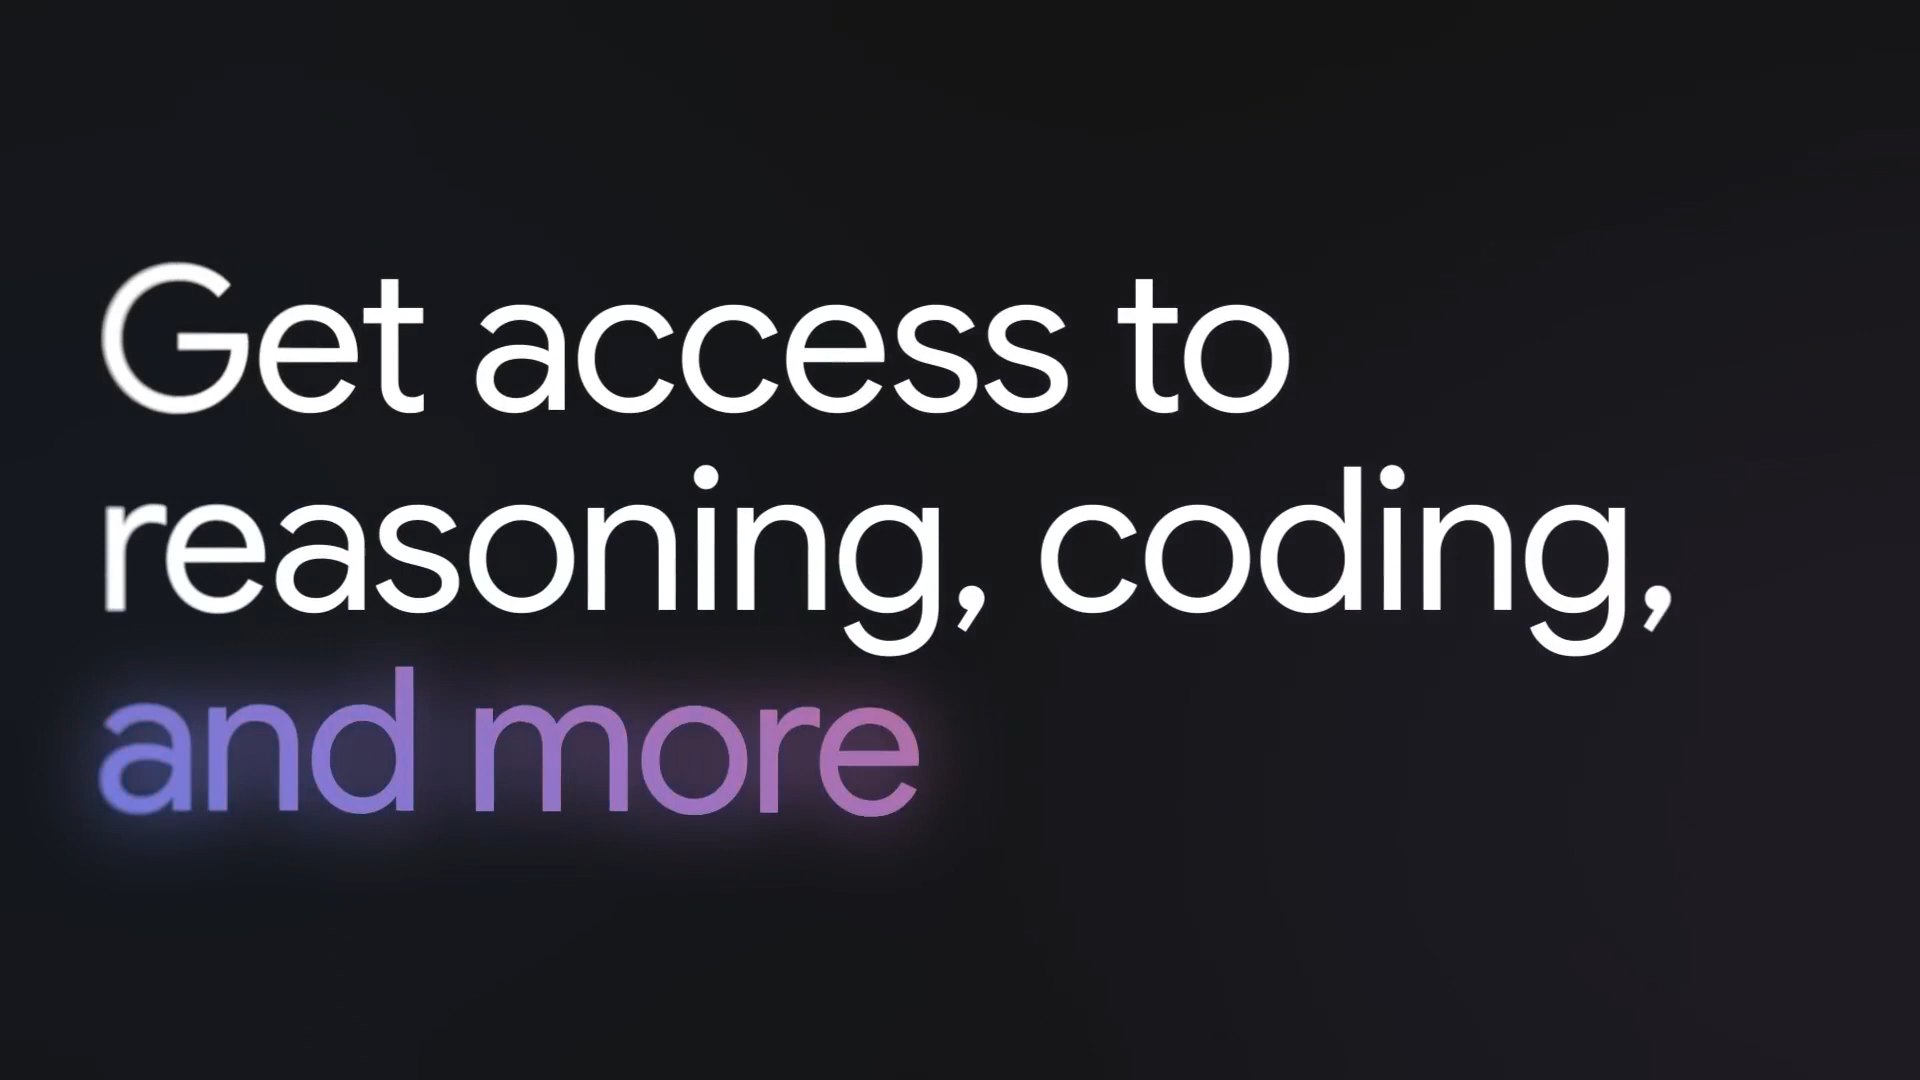 Get access to
reasoning, coding,
and more